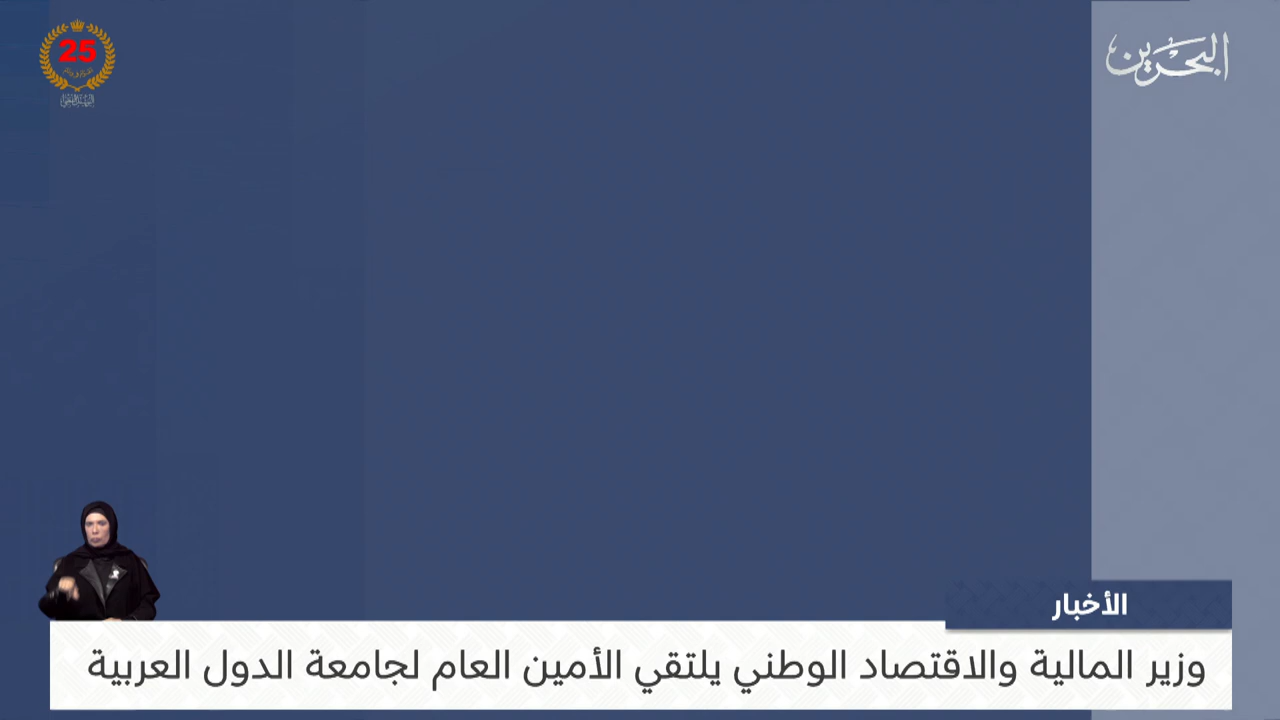 البحرين
25
الأخبار
وزير المالية والاقتصاد الوطني يلتقي الأمين العام لجامعة الدول العربية